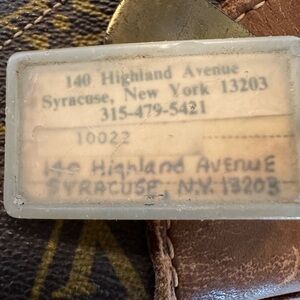 140 Highland Avenue
Syracuse, New York 13203
315-479-5421
10022
140 Highland AvenuE
SYRACUSE, N.Y. 13203